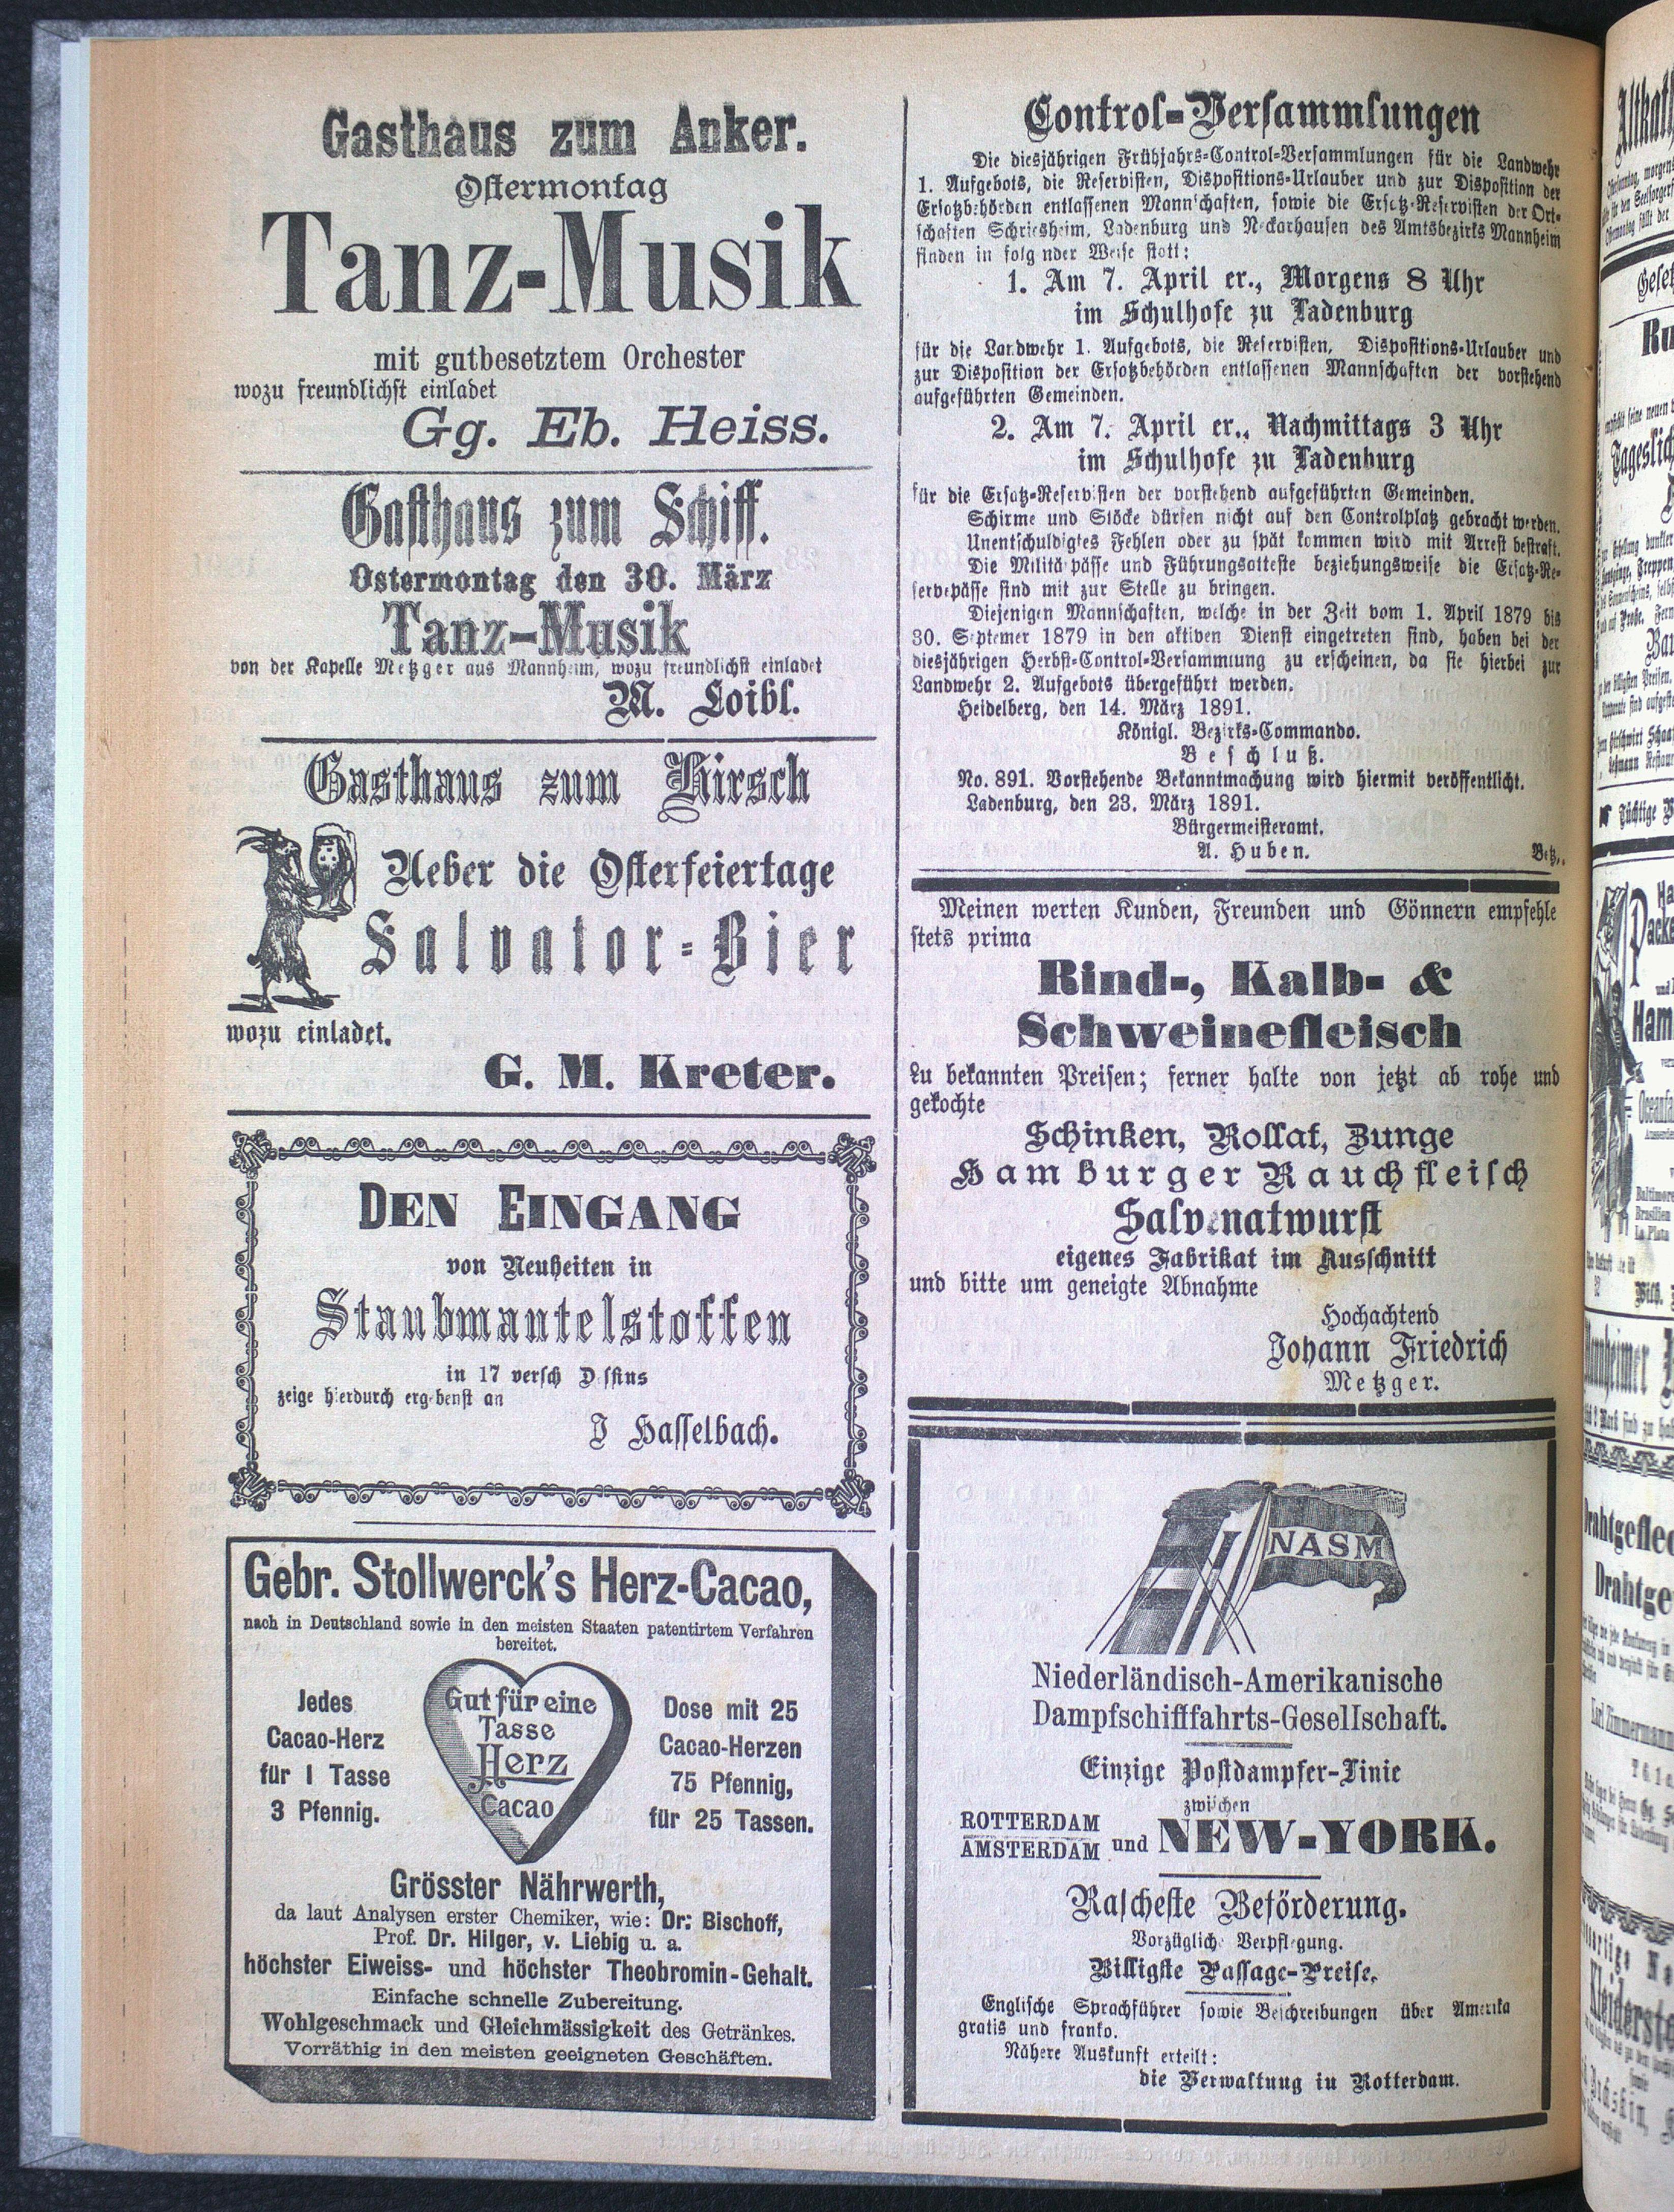 Gasthaus zum Anker.
Ostermontag
Tanz-Musik
mit gutbesetztem Orchester
wozu freundlichst einladet
Gg. Eb. Heiss.
Gasthaus zum Schiff.
Ostermontag den 30. März
Tanz-Musik
von der Kapelle Metzger aus Mannheim, wozu freundlichst einladet
M. Loibl.
Gasthaus zum Hirsch
Ueber die Osterfeiertage
Salvator-Bier
wozu einladet.
G. M. Kreter.
DEN EINGANG
von Neuheiten in
Staubmantelstoffen
in 17 versch Dessins
zeige hierdurch ergebenst an
J Hasselbach.
Gebr. Stollwerck's Herz-Cacao,
nach in Deutschland sowie in den meisten Staaten patentirtem Verfahren
bereitet.
Jedes
Cacao-Herz
für 1 Tasse
3 Pfennig.
Gut für eine
Tasse
Herz
Cacao
Dose mit 25
Cacao-Herzen
75 Pfennig,
für 25 Tassen.
Grösster Nährwerth,
da laut Analysen erster Chemiker, wie: Dr. Bischoff,
Prof. Dr. Hilger, v. Liebig u. a.
höchster Eiweiss- und höchster Theobromin-Gehalt.
Einfache schnelle Zubereitung.
Wohlgeschmack und Gleichmässigkeit des Getränkes.
Vorräthig in den meisten geeigneten Geschäften.
Control-Versammlungen
Die diesjährigen Frühjahrs-Control-Versammlungen für die Landwehr
1. Aufgebots, die Reservisten, Dispositions-Urlauber und zur Disposition der
Ersatzbehörden entlassenen Mannschaften, sowie die Ersatz-Reservisten der Ort-
schaften Schriesheim, Ladenburg und Neckarhausen des Amtsbezirks Mannheim
finden in folgender Weise statt:
1. Am 7. April er., Morgens 8 Uhr
im Schulhofe zu Ladenburg
für die Landwehr 1. Aufgebots, die Reservisten, Dispositions-Urlauber und
zur Disposition der Ersatzbehörden entlassenen Mannschaften der vorstehend
aufgeführten Gemeinden.
2. Am 7. April er., Nachmittags 3 Uhr
im Schulhofe zu Ladenburg
für die Ersatz-Reservisten der vorstehend aufgeführten Gemeinden.
Schirme und Stöcke dürfen nicht auf den Controlplatz gebracht werden.
Unentschuldigtes Fehlen oder zu spät kommen wird mit Arrest bestraft.
Die Militärpässe und Führungsatteste beziehungsweise die Ersatz-Re-
servepässe sind mit zur Stelle zu bringen.
Diejenigen Mannschaften, welche in der Zeit vom 1. April 1879 bis
30. Septemer 1879 in den aktiven Dienst eingetreten sind, haben bei der
diesjährigen Herbst-Control-Versammlung zu erscheinen, da sie hierbei zur
Landwehr 2. Aufgebots übergeführt werden.
Heidelberg, den 14. März 1891.
Königl. Bezirks-Commando.
Beschluß.
No. 891. Vorstehende Bekanntmachung wird hiermit veröffentlicht.
Ladenburg, den 23. März 1891.
Bürgermeisteramt.
A. Huben.
Betz.
Meinen werten Kunden, Freunden und Gönnern empfehle
stets prima
Rind-, Kalb- &
Schweinefleisch
zu bekannten Preisen; ferner halte von jetzt ab rohe und
gekochte
Schinken, Rollat, Zunge
Hamburger Rauchfleisch
Salvenatwurst
eigenes Fabrikat im Ausschnitt
und bitte um geneigte Abnahme
Hochachtend
Johann Friedrich
Metzger.
NASM
Niederländisch-Amerikanische
Dampfschifffahrts-Gesellschaft.
Einzige Postdampfer-Linie
zwischen
ROTTERDAM
AMSTERDAM und NEW-YORK.
Rascheste Beförderung.
Vorzügliche Verpflegung.
Billigste Passage-Preise.
Englische Sprachführer sowie Beschreibungen über Amerika
gratis und franko.
Nähere Auskunft erteilt:
die Verwaltung in Rotterdam.